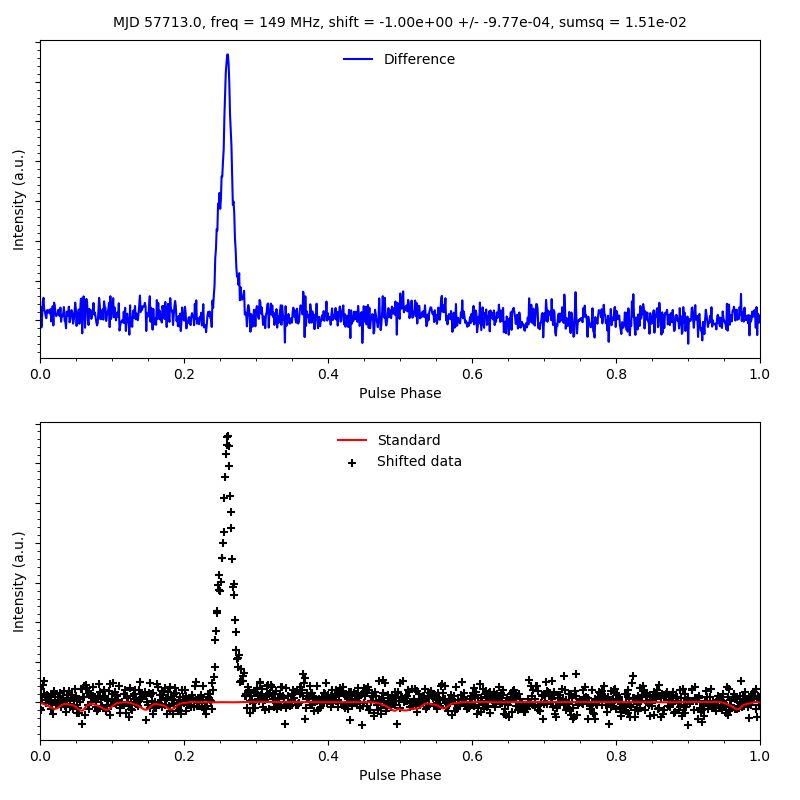 MJD 57713.0, freq = 149 MHz, shift = -1.00e+00 +/- -9.77e-04, sumsq = 1.51e-02
Difference
Intensity (a.u.)
0.0 0.2 0.4 0.6 0.8 1.0
Pulse Phase
Standard
Shifted data
Intensity (a.u.)
0.0 0.2 0.4 0.6 0.8 1.0
Pulse Phase